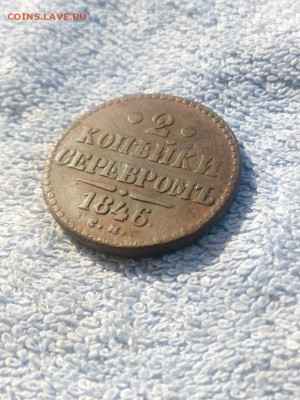 COINS.LAVE.RU
2
КОПѢЙКИ
СЕРЕБРОМЪ
1846
С.М.